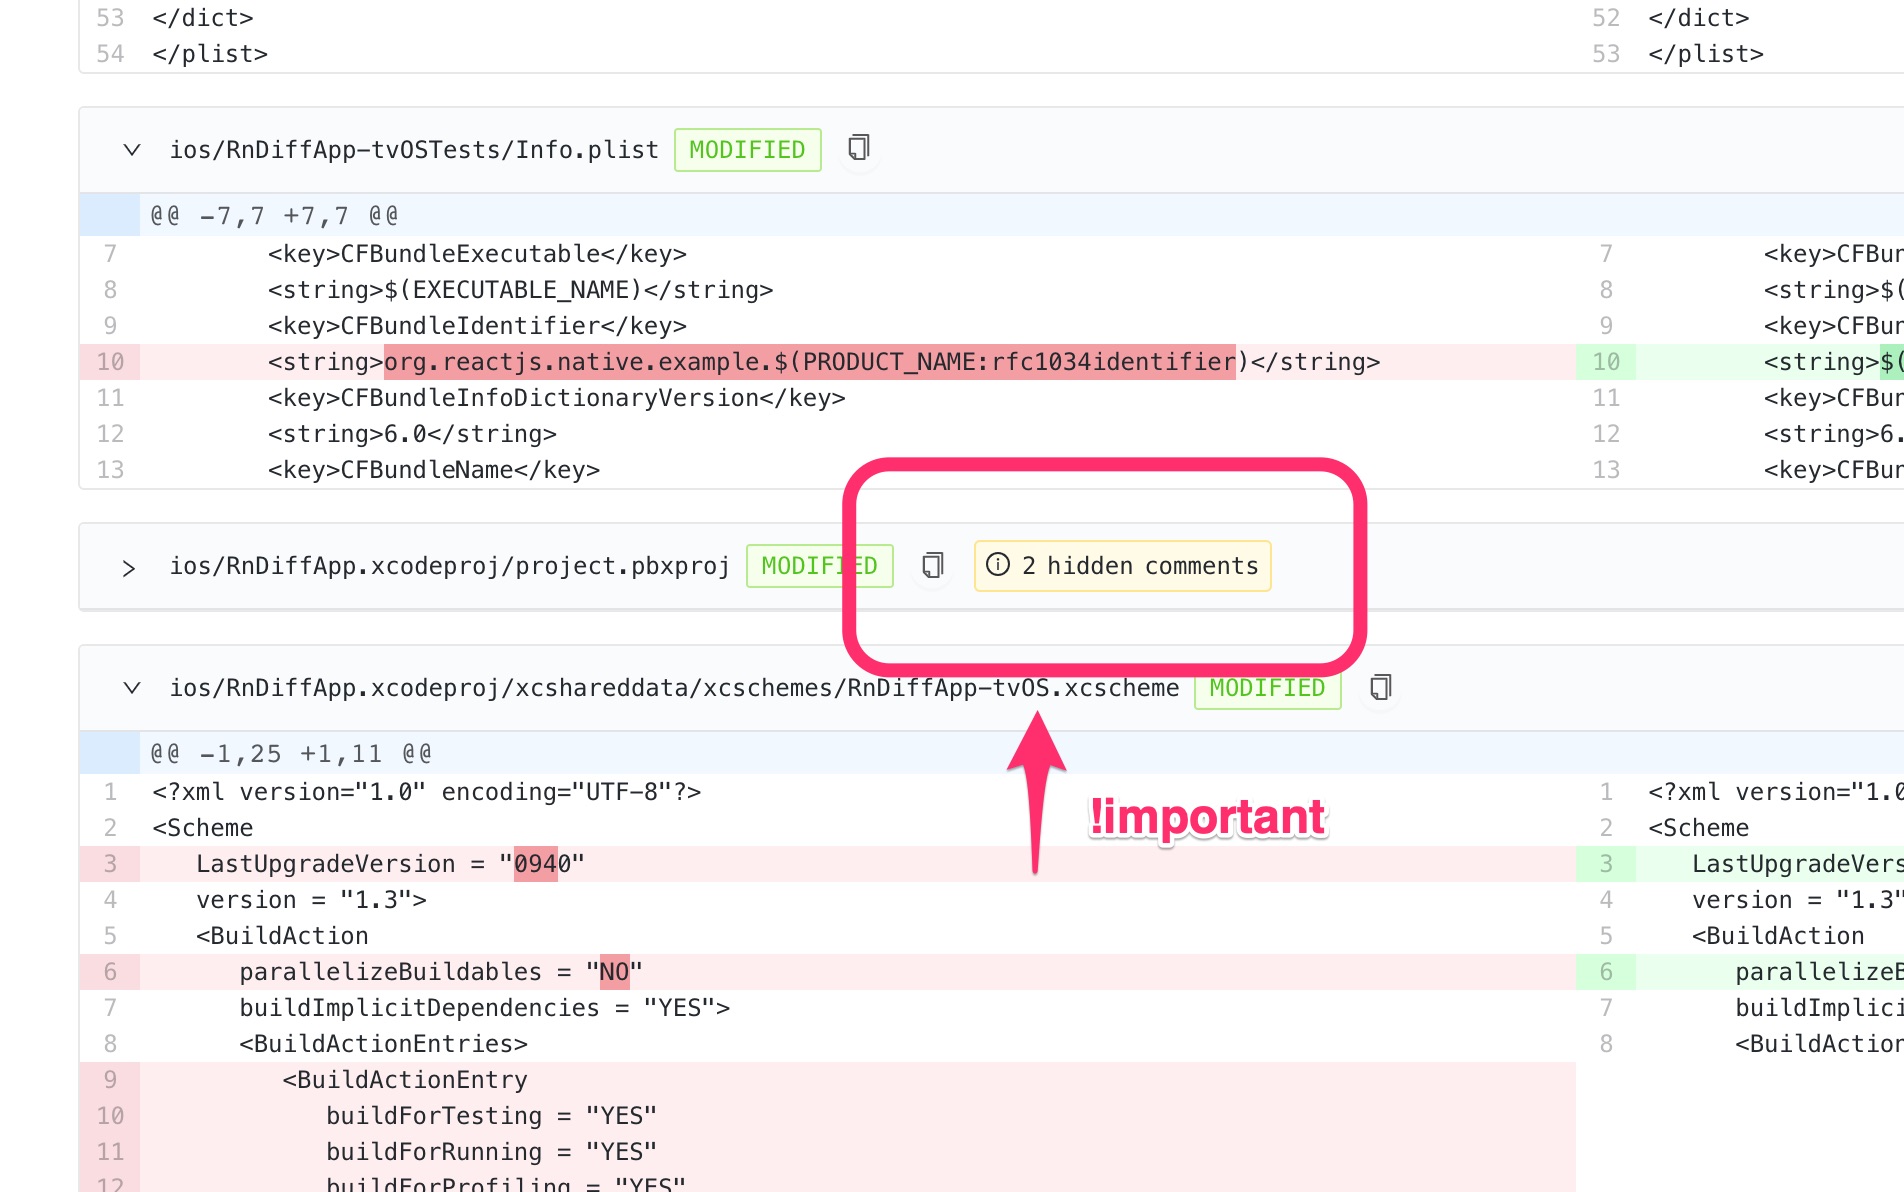 53 </dict> 52 </dict>
54 </plist> 53 </plist>
ios/RnDiffApp-tvOSTests/Info.plist MODIFIED
@@ -7,7 +7,7 @@
7 <key>CFBundleExecutable</key> 7 <key>CFBun
8 <string>$(EXECUTABLE_NAME)</string> 8 <string>$(
9 <key>CFBundleIdentifier</key> 9 <key>CFBun
10 <string>org.reactjs.native.example.$(PRODUCT_NAME:rfc1034identifier)</string> 10 <string>$(
11 <key>CFBundleInfoDictionaryVersion</key> 11 <key>CFBun
12 <string>6.0</string> 12 <string>6.
13 <key>CFBundleName</key> 13 <key>CFBun
ios/RnDiffApp.xcodeproj/project.pbxproj MODIFIED 2 hidden comments
ios/RnDiffApp.xcodeproj/xcshareddata/xcschemes/RnDiffApp-tvOS.xcscheme MODIFIED
@@ -1,25 +1,11 @@
1 <?xml version="1.0" encoding="UTF-8"?> 1 <?xml version="1.0
!important
2 <Scheme 2 <Scheme
3 LastUpgradeVersion = "0940" 3 LastUpgradeVers
4 version = "1.3"> 4 version = "1.3"
5 <BuildAction 5 <BuildAction
6 parallelizeBuildables = "NO" 6 parallelizeB
7 buildImplicitDependencies = "YES"> 7 buildImplici
8 <BuildActionEntries> 8 <BuildAction
9 <BuildActionEntry
10 buildForTesting = "YES"
11 buildForRunning = "YES"
12 buildForProfiling = "YES"